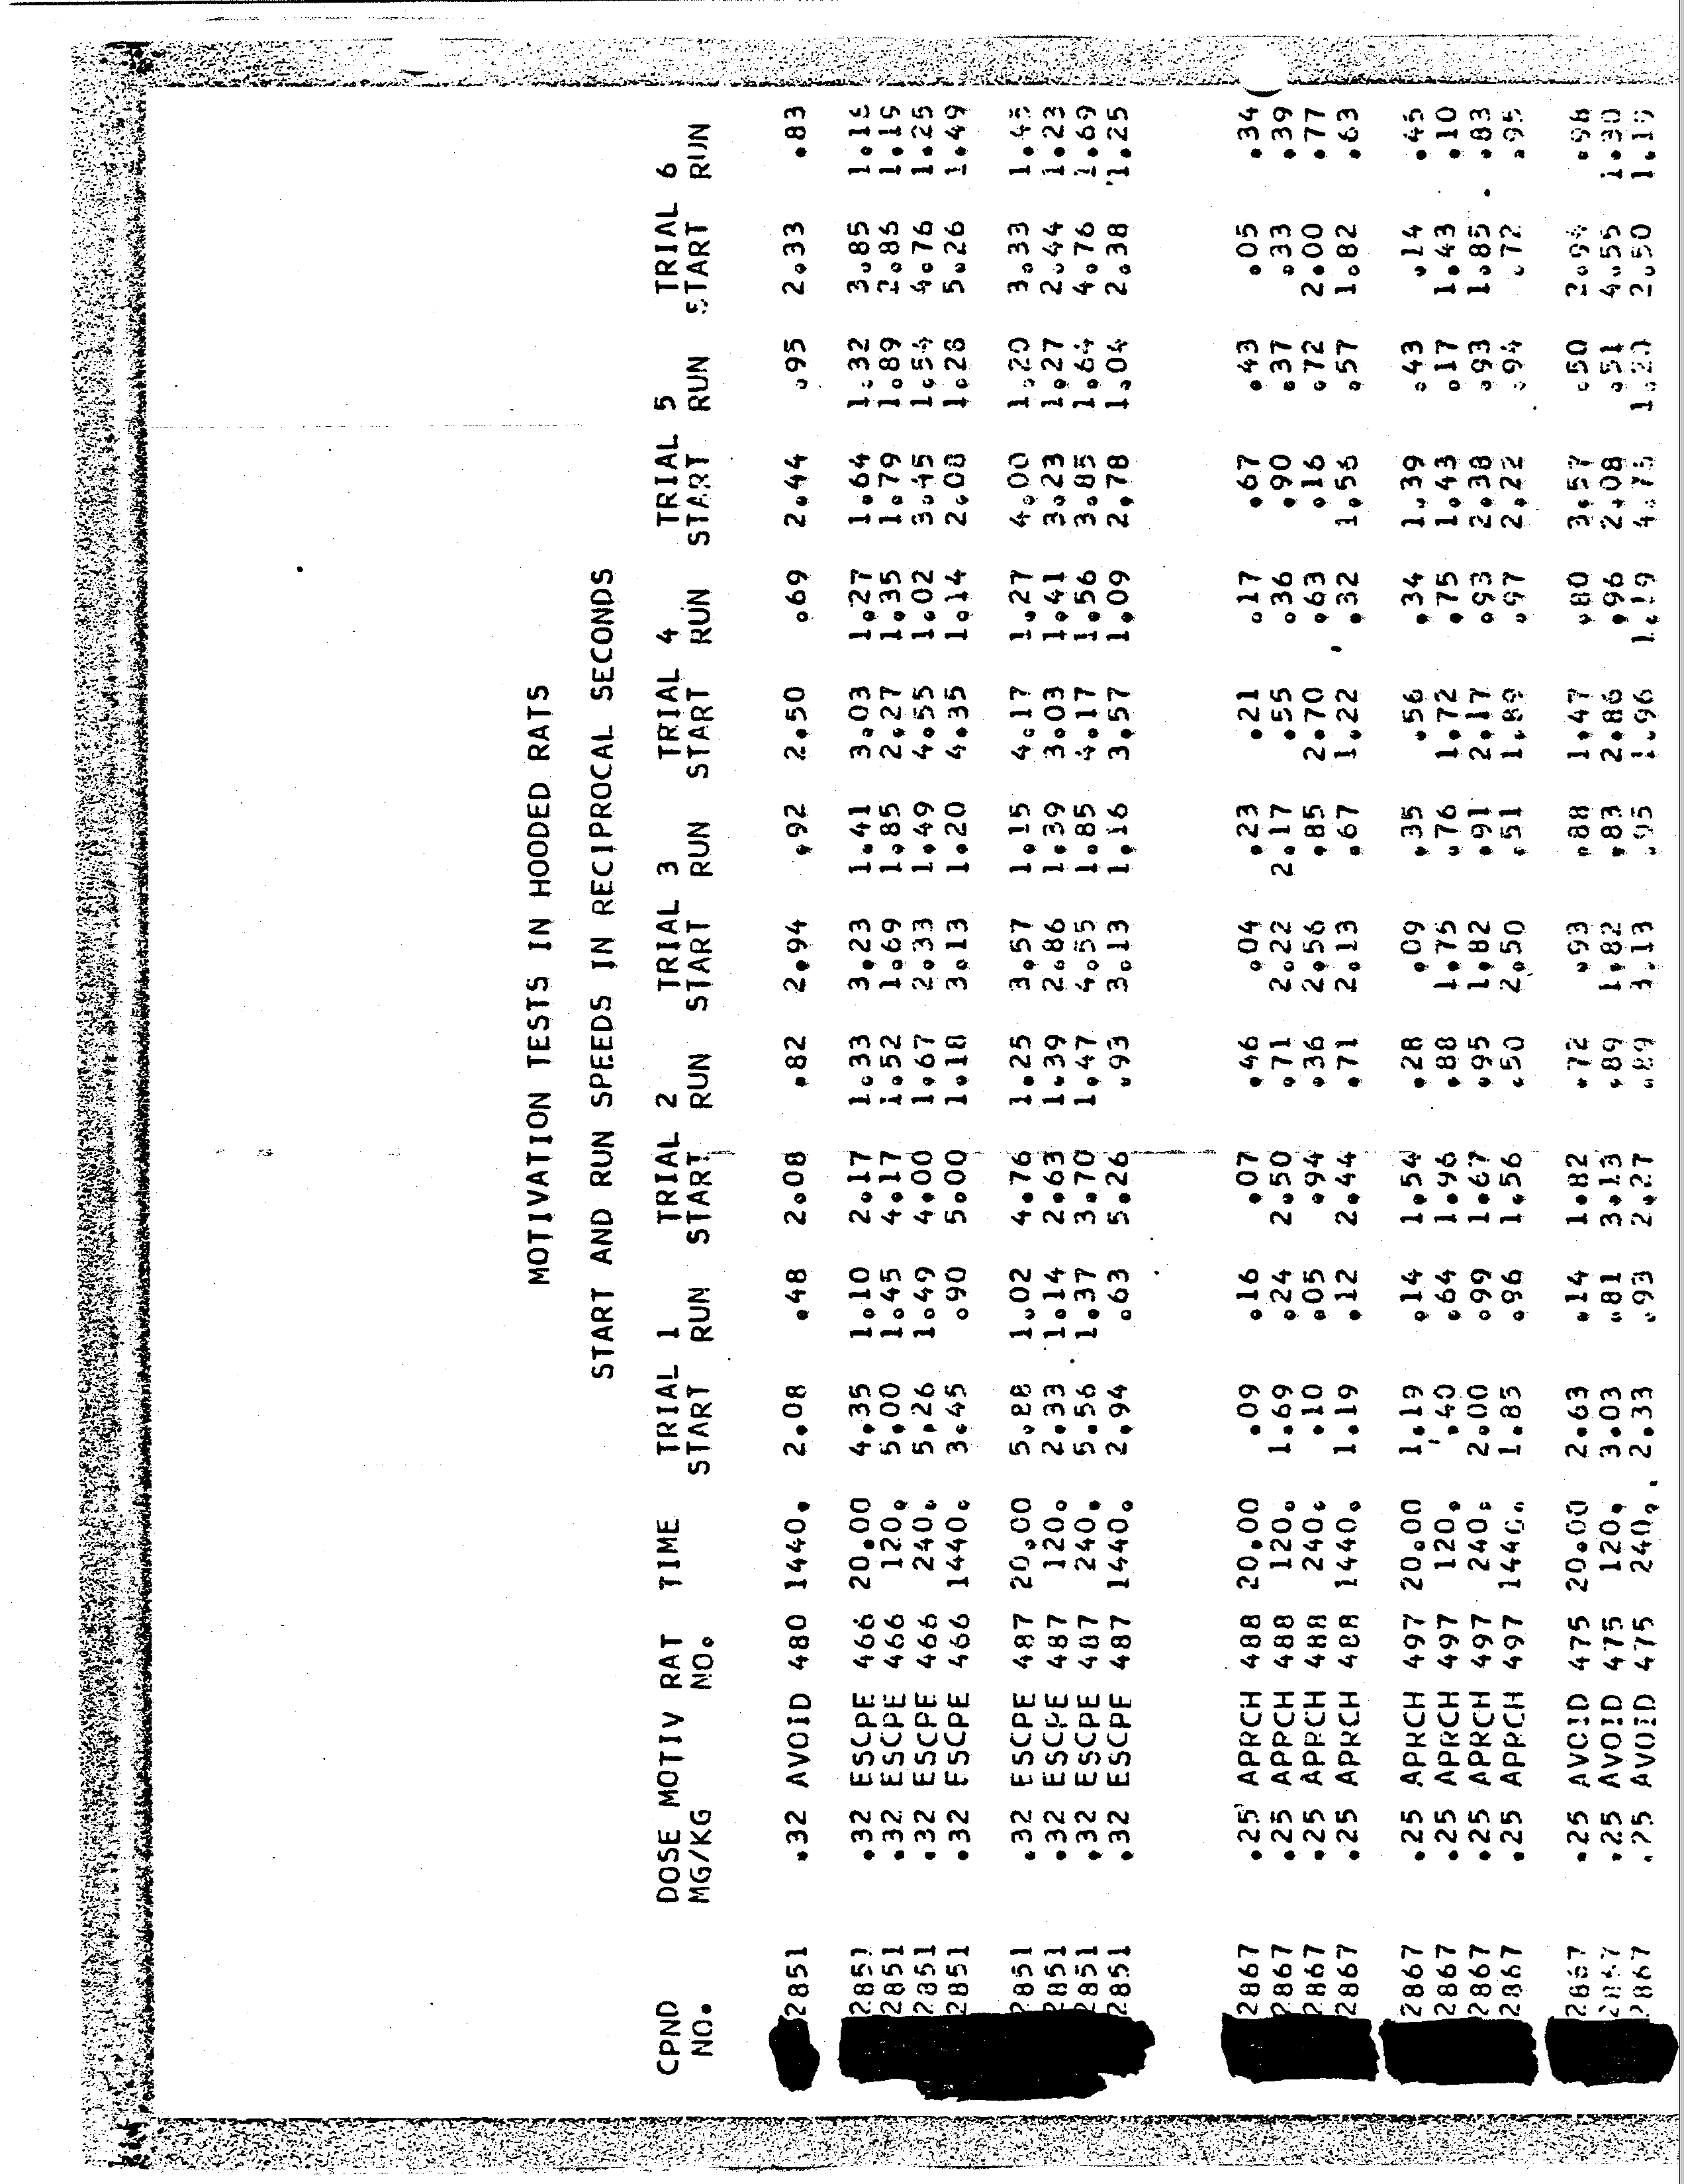 MOTIVATION TESTS IN HOODED RATS
START AND RUN SPEEDS IN RECIPROCAL SECONDS
CPND DOSE MOTIV RAT TIME TRIAL 1 TRIAL 2 TRIAL 3 TRIAL 4 TRIAL 5 TRIAL 6
NO. MG/KG NO. START RUN START RUN START RUN START RUN START RUN START RUN
2851 .32 AVOID 480 1440. 2.08 .48 2.08 .82 2.94 .92 2.50 .69 2.44 .95 2.33 .83
2851 .32 ESCPE 466 20.00 4.35 1.10 2.17 1.33 3.23 1.41 3.03 1.27 1.64 1.32 3.85
2851 .32 ESCPE 466 120. 5.00 1.45 4.17 1.52 1.69 1.85 2.27 1.35 1.79 1.89 2.86
2851 .32 ESCPE 466 240. 5.26 1.49 4.00 1.67 2.33 1.49 4.55 1.02 3.45 1.54 4.76 1.25
2851 .32 ESCPE 466 1440. 3.45 .90 5.00 1.18 3.13 1.20 4.35 1.14 2.08 1.28 5.26 1.49
2851 .32 ESCPE 487 20.00 5.88 1.02 4.76 1.25 3.57 1.15 4.17 1.27 4.00 1.20 3.33 1.45
2851 .32 ESCPE 487 120. 2.33 1.14 2.63 1.39 2.86 1.39 3.03 1.41 3.23 1.27 2.44 1.23
2851 .32 ESCPE 487 240. 5.56 1.37 3.70 1.47 4.55 1.85 4.17 1.56 3.85 1.64 4.76 1.69
2851 .32 ESCPE 487 1440. 2.94 .63 5.26 .93 3.13 1.16 3.57 1.09 2.78 1.04 2.38 1.25
2867 .25 APRCH 488 20.00 .09 .16 .07 .46 .04 .23 .21 .17 .67 .43 .05 .34
2867 .25 APRCH 488 120. 1.69 .24 2.50 .71 2.22 2.17 .55 .36 .90 .37 .33 .39
2867 .25 APRCH 488 240. .10 .05 .94 .36 2.56 .85 2.70 .63 .16 .72 2.00 .77
2867 .25 APRCH 488 1440. 1.19 .12 2.44 .71 2.13 .67 1.22 .32 1.56 .57 1.82 .63
2867 .25 APRCH 497 20.00 1.19 .14 1.54 .28 .09 .35 .56 .34 1.39 .43 .14 .45
2867 .25 APRCH 497 120. .40 .64 1.96 .88 1.75 .76 1.72 .75 1.43 .17 1.43 .10
2867 .25 APRCH 497 240. 2.00 .99 1.67 .95 1.82 .91 2.17 .93 2.38 .93 1.85 .83
2867 .25 APRCH 497 1440. 1.85 .96 1.56 .50 2.50 .51 1.89 .97 2.22 .94 .72 .95
2867 .25 AVOID 475 20.00 2.63 .14 1.82 .72 .93 .88 1.47 .80 3.57 .50 2.94 .98
2867 .25 AVOID 475 120. 3.03 .81 3.13 .89 1.82 .83 2.86 .96 2.08 .51 4.55 1.30
2867 .25 AVOID 475 240. 2.33 .93 2.27 .89 3.13 .95 1.96 1.19 4.76 1.20 2.50 1.19